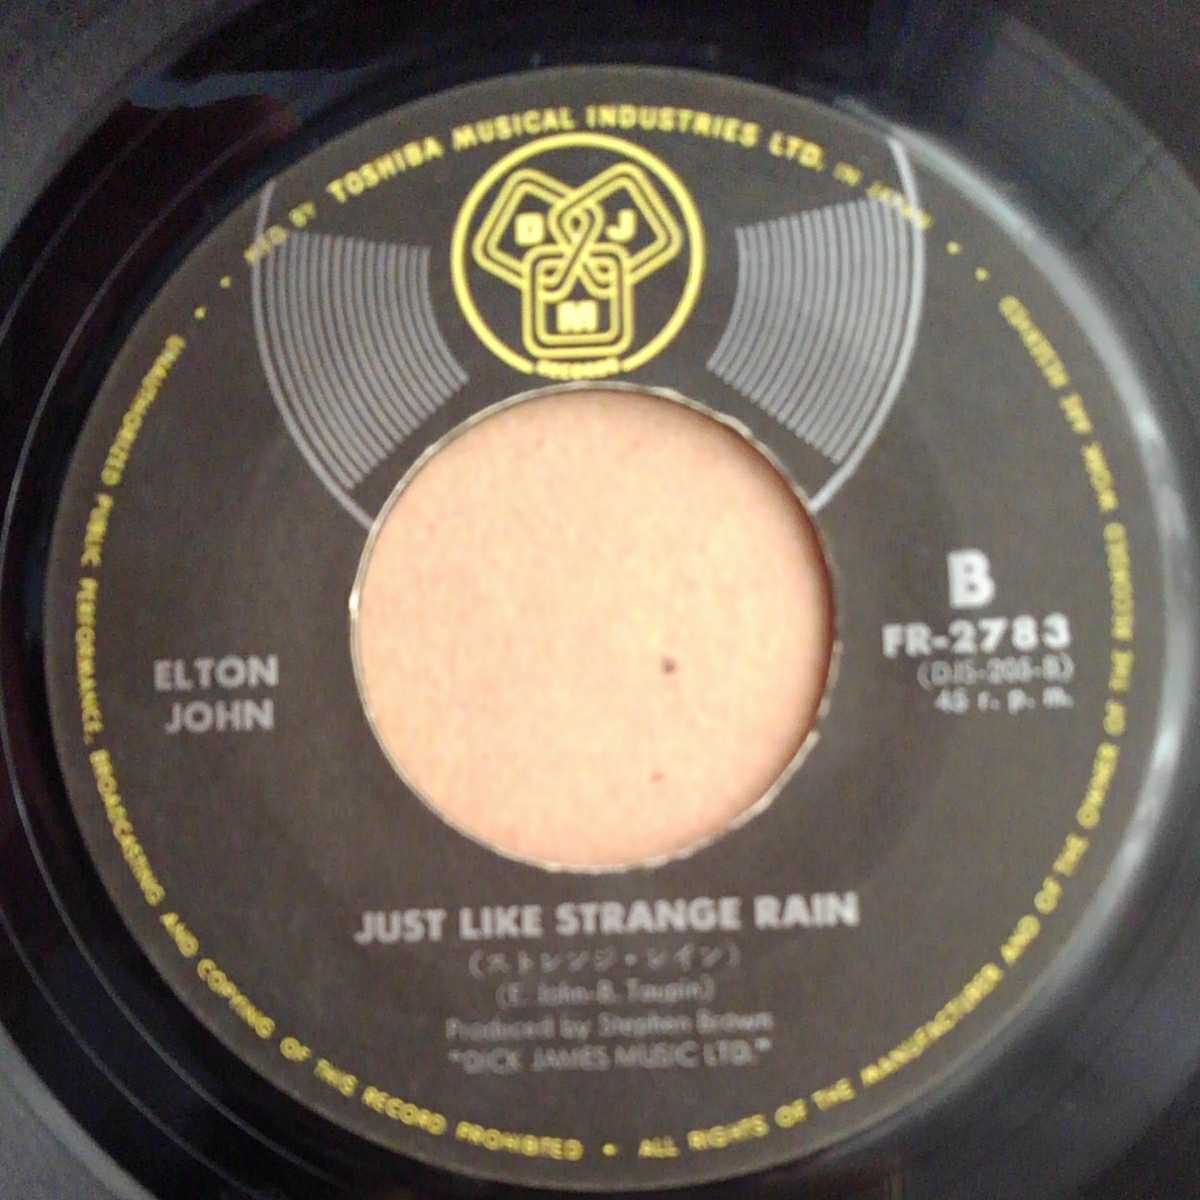 MFD BY TOSHIBA MUSICAL INDUSTRIES LTD. IN JAPAN
D J
M
RECORDS
B
FR-2783
(DJS-205-B)
45 r. p. m.
ELTON
JOHN
JUST LIKE STRANGE RAIN
(ストレンジ・レイン)
(E. John-B. Taupin)
Produced by Stephen Brown
"DICK JAMES MUSIC LTD."
UNAUTHORIZED PUBLIC PERFORMANCE, BROADCASTING AND COPYING OF THIS RECORD PROHIBITED • ALL RIGHTS OF THE MANUFACTURER AND OF THE OWNER OF THE RECORDED WORK ARE RESERVED